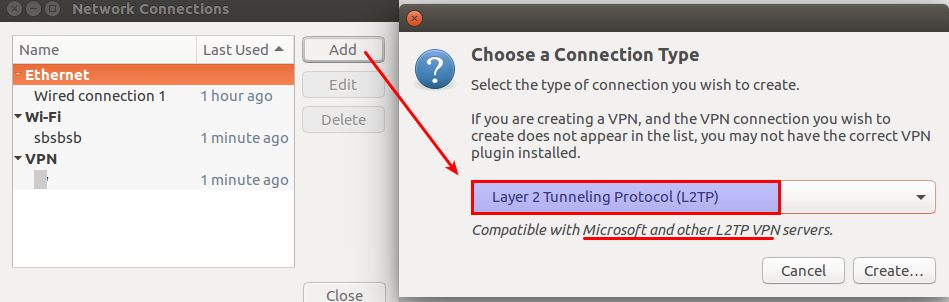 Network Connections
Name
Last Used
Add
Ethernet
Edit
Wired connection 1
1 hour ago
Wi-Fi
Delete
sbsbsb
1 minute ago
VPN
1 minute ago
Close
Choose a Connection Type
Select the type of connection you wish to create.
If you are creating a VPN, and the VPN connection you wish to
create does not appear in the list, you may not have the correct VPN
plugin installed.
Layer 2 Tunneling Protocol (L2TP)
Compatible with Microsoft and other L2TP VPN servers.
Cancel
Create...